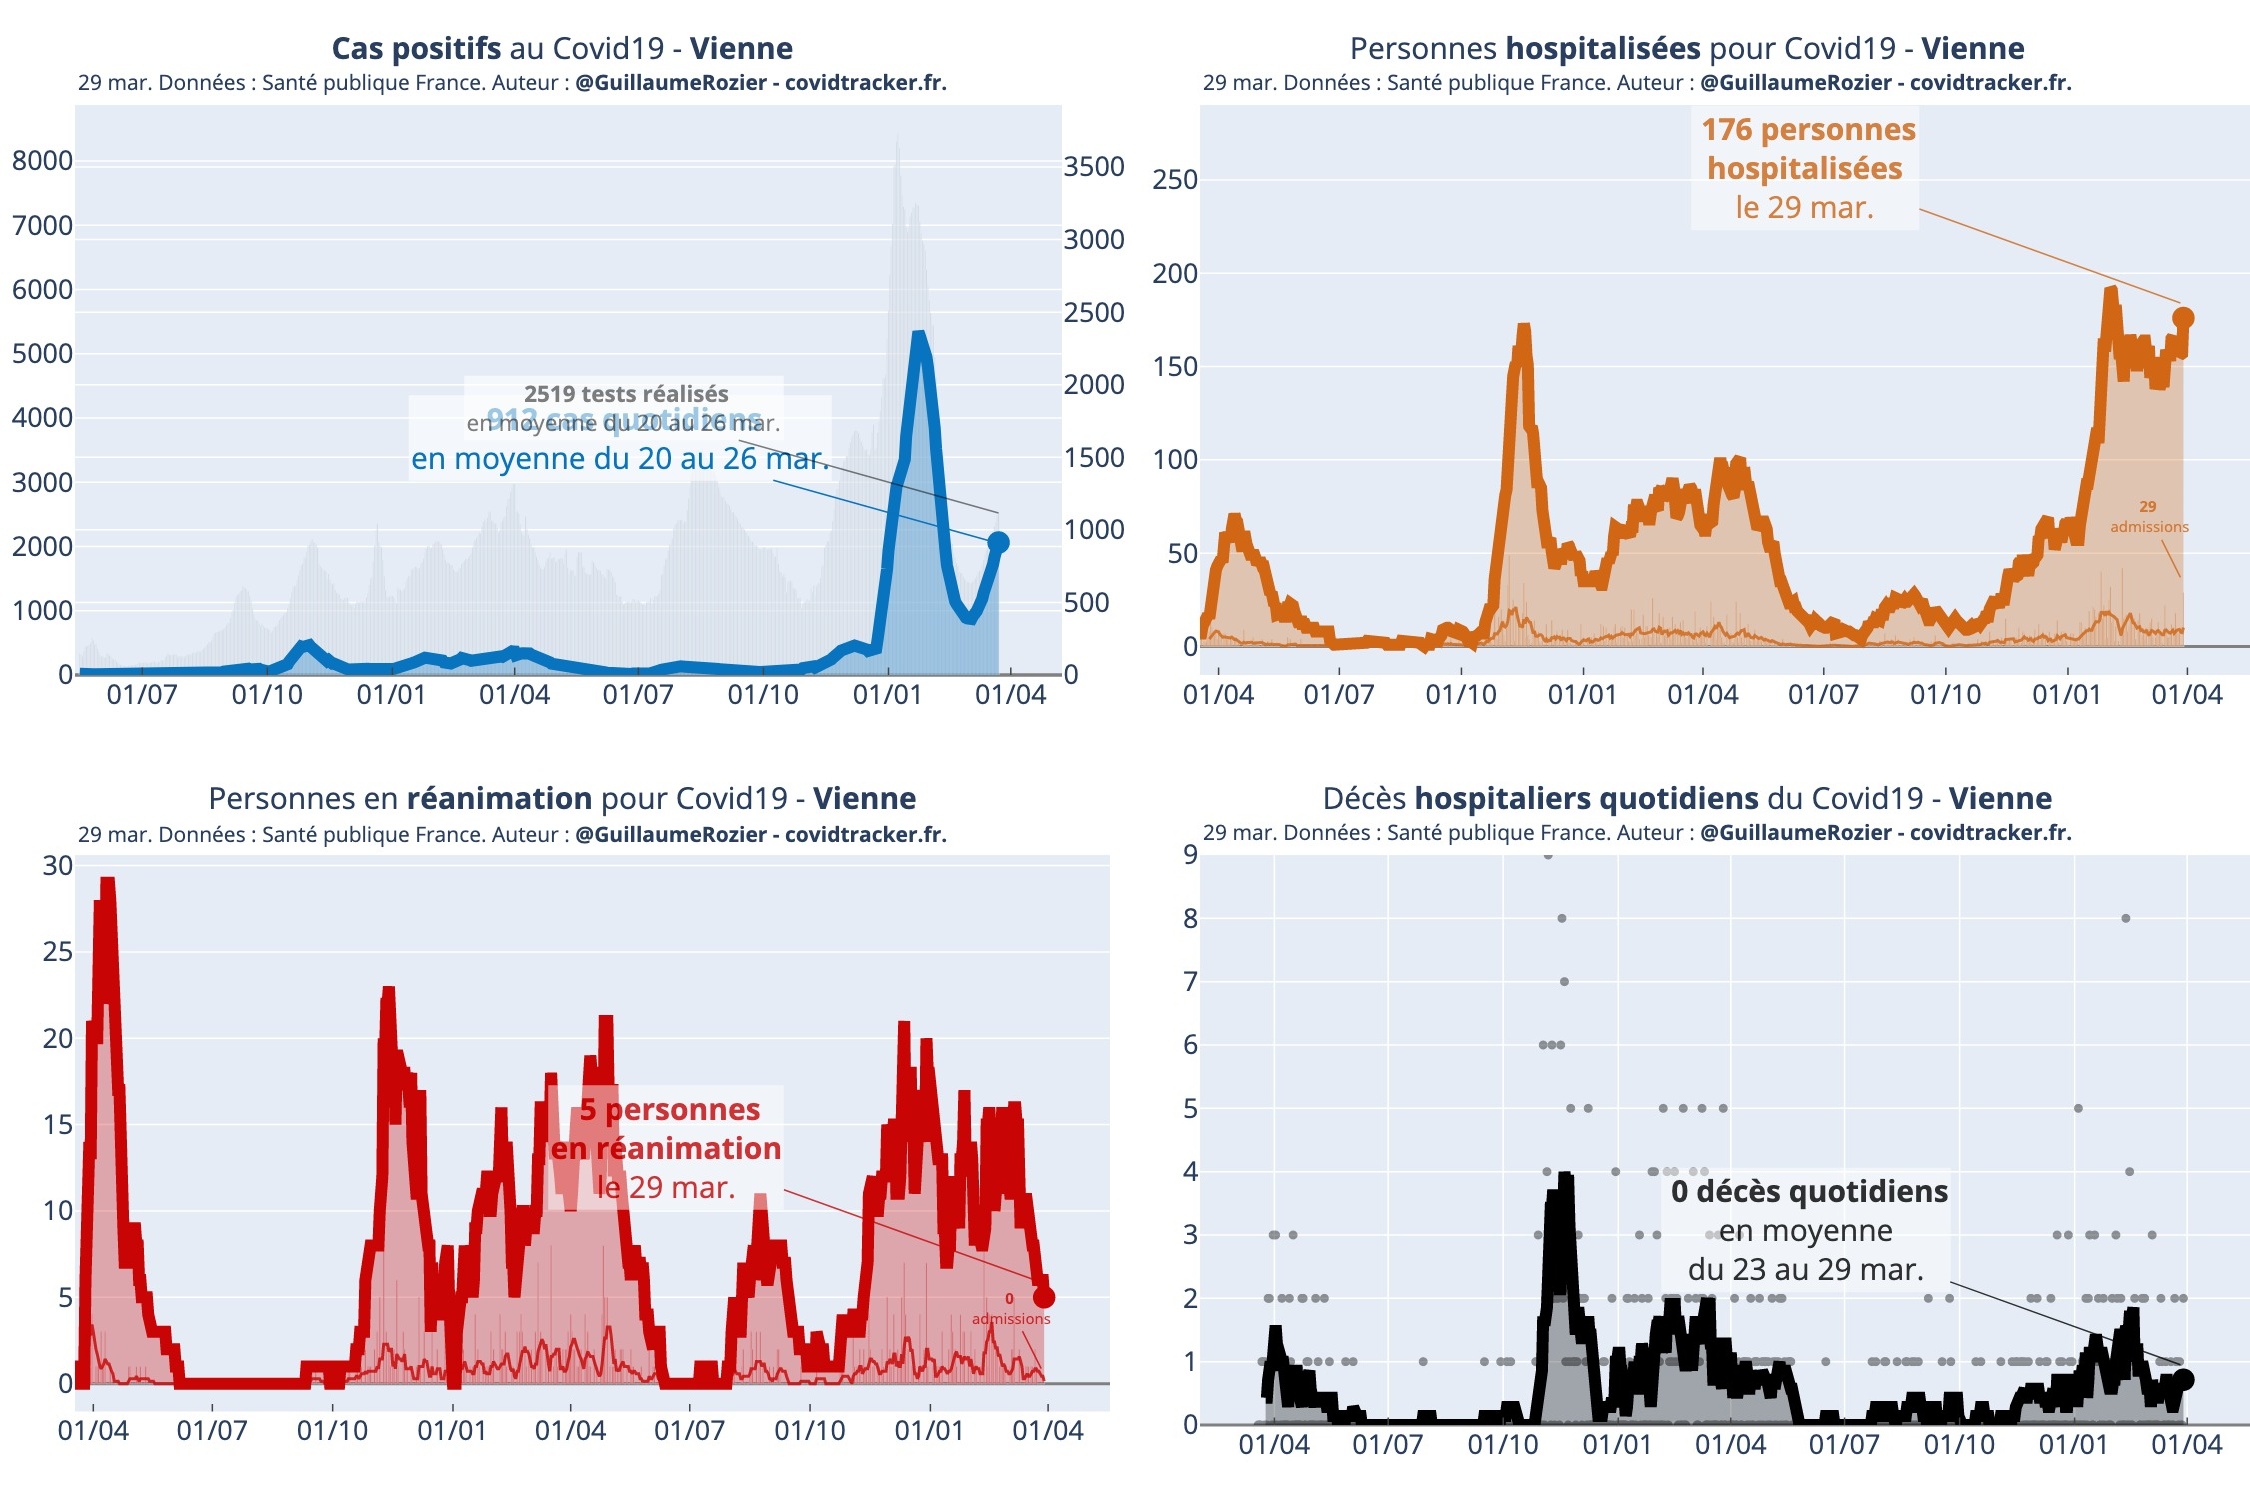 Cas positifs au Covid19 - Vienne
29 mar. Données : Santé publique France. Auteur : @GuillaumeRozier - covidtracker.fr.
8000
7000
6000
5000
4000
3000
2000
1000
0
3500
3000
2500
2000
1500
1000
500
0
2519 tests réalisés
en moyenne du 20 au 26 mar.
912 cas quotidiens
en moyenne du 20 au 26 mar.
01/07 01/10 01/01 01/04 01/07 01/10 01/01 01/04
Personnes hospitalisées pour Covid19 - Vienne
29 mar. Données : Santé publique France. Auteur : @GuillaumeRozier - covidtracker.fr.
176 personnes
hospitalisées
le 29 mar.
250
200
150
100
50
0
29
admissions
01/04 01/07 01/10 01/01 01/04 01/07 01/10 01/01 01/04
Personnes en réanimation pour Covid19 - Vienne
29 mar. Données : Santé publique France. Auteur : @GuillaumeRozier - covidtracker.fr.
30
25
20
15
10
5
0
5 personnes
en réanimation
le 29 mar.
0
admissions
01/04 01/07 01/10 01/01 01/04 01/07 01/10 01/01 01/04
Décès hospitaliers quotidiens du Covid19 - Vienne
29 mar. Données : Santé publique France. Auteur : @GuillaumeRozier - covidtracker.fr.
9
8
7
6
5
4
3
2
1
0
0 décès quotidiens
en moyenne
du 23 au 29 mar.
01/04 01/07 01/10 01/01 01/04 01/07 01/10 01/01 01/04